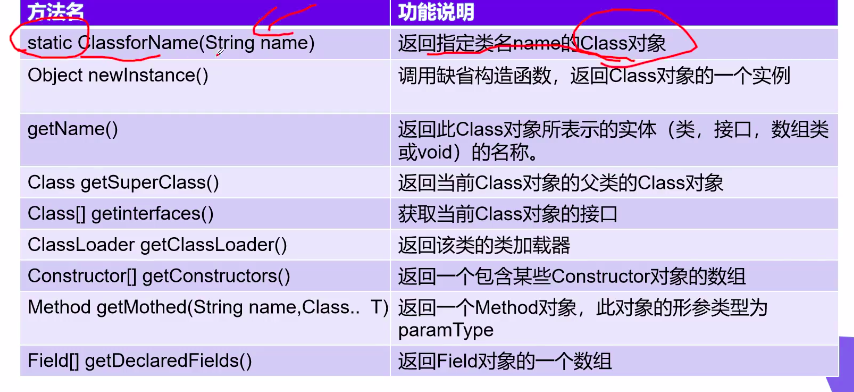 方法名 功能说明
static ClassforName(String name) 返回指定类名name的Class对象
Object newInstance() 调用缺省构造函数，返回Class对象的一个实例
getName() 返回此Class对象所表示的实体（类，接口，数组类
或void）的名称。
Class getSuperClass() 返回当前Class对象的父类的Class对象
Class[] getinterfaces() 获取当前Class对象的接口
ClassLoader getClassLoader() 返回该类的类加载器
Constructor[] getConstructors() 返回一个包含某些Constructor对象的数组
Method getMothed(String name,Class.. T) 返回一个Method对象，此对象的形参类型为
paramType
Field[] getDeclaredFields() 返回Field对象的一个数组